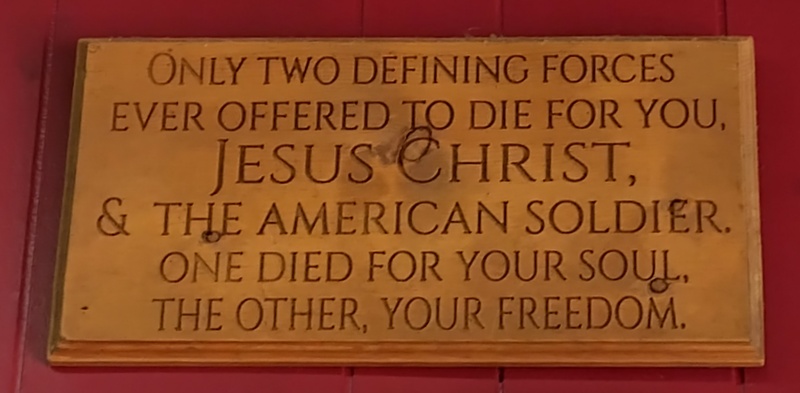 ONLY TWO DEFINING FORCES
EVER OFFERED TO DIE FOR YOU,
JESUS CHRIST,
& THE AMERICAN SOLDIER.
ONE DIED FOR YOUR SOUL,
THE OTHER, YOUR FREEDOM.